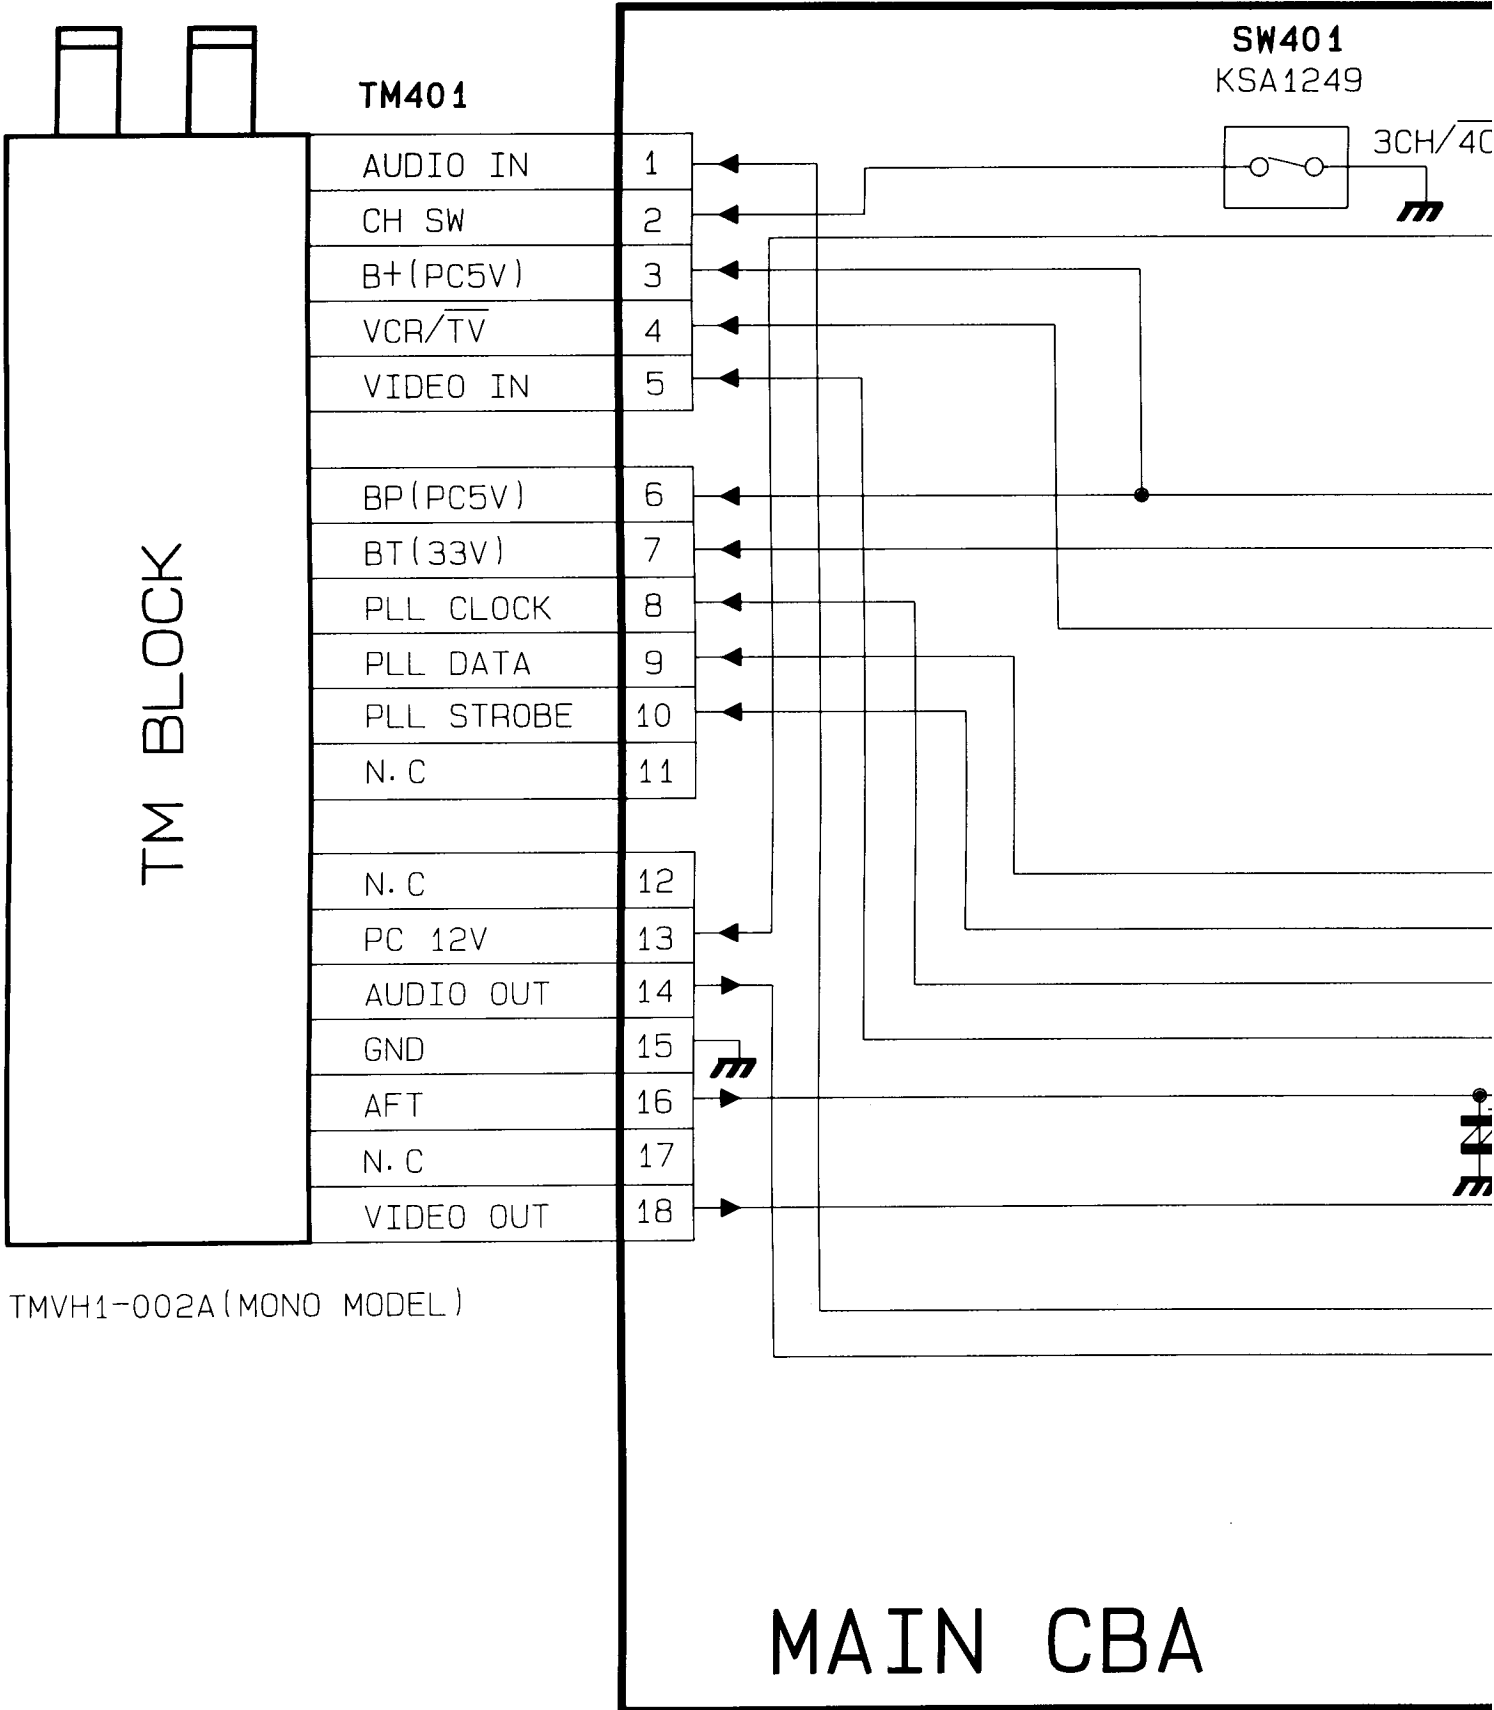 SW401
KSA1249
TM401
3CH/4C
AUDIO IN 1
CH SW 2
B+(PC5V) 3
VCR/TV 4
VIDEO IN 5
BP(PC5V) 6
BT(33V) 7
PLL CLOCK 8
PLL DATA 9
PLL STROBE 10
N.C 11
TM BLOCK
N.C 12
PC 12V 13
AUDIO OUT 14
GND 15
AFT 16
N.C 17
VIDEO OUT 18
TMVH1-002A(MONO MODEL)
MAIN CBA